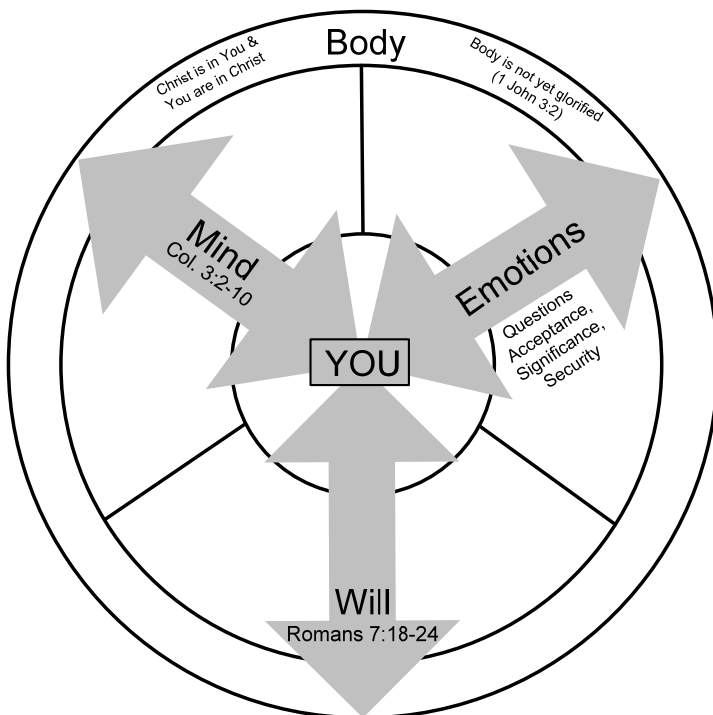 Body
Christ is in You &
You are in Christ
Body is not yet glorified
(1 John 3:2)
Mind
Col. 3:2-10
Emotions
Questions
Acceptance,
Significance,
Security
YOU
Will
Romans 7:18-24